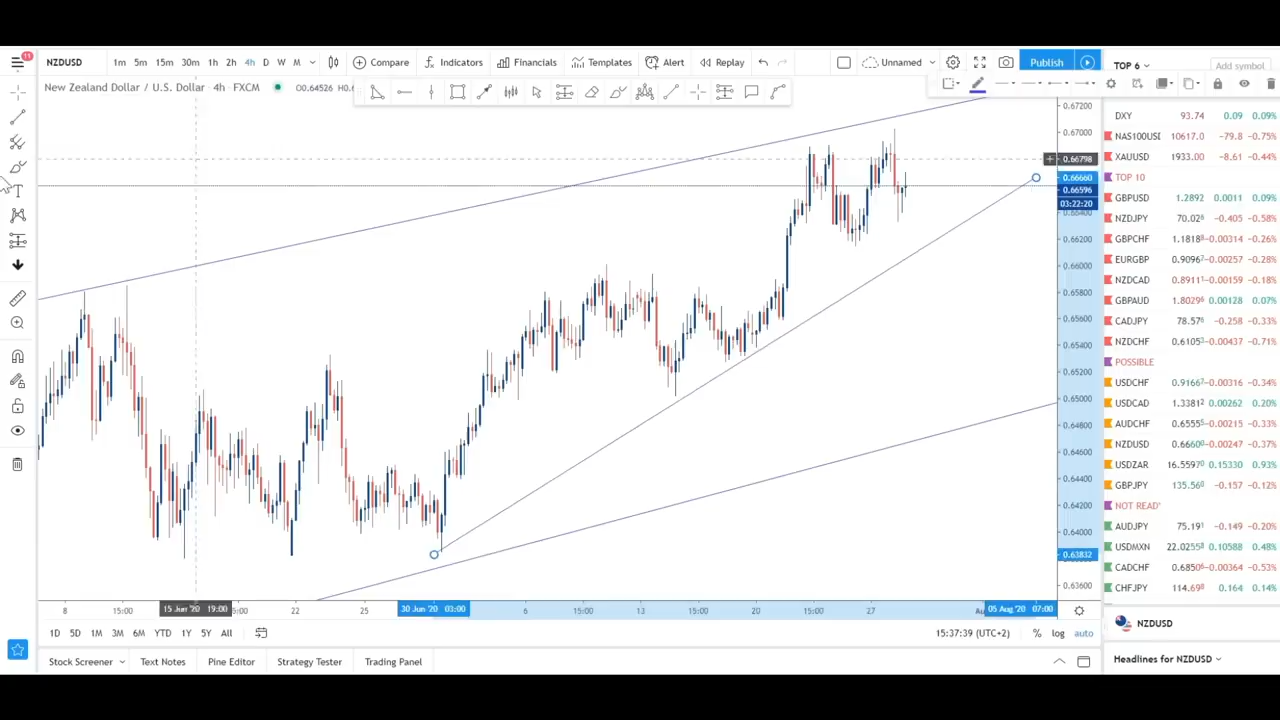 11
NZDUSD 1m 5m 15m 30m 1h 2h 4h D W M Compare Indicators Financials Templates Alert Replay Unnamed Publish
TOP 6 Add symbol
New Zealand Dollar / U.S. Dollar · 4h · FXCM 0.64526
DXY 93.74 0.09 0.09%
NAS100USD 10617.0 −79.8 −0.75%
XAUUSD 1933.00 −8.61 −0.44%
TOP 10
GBPUSD 1.2892 0.0011 0.09%
NZDJPY 70.026 −0.405 −0.58%
GBPCHF 1.1818 −0.00314 −0.26%
EURGBP 0.9096 −0.00257 −0.28%
NZDCAD 0.8911 −0.00159 −0.18%
GBPAUD 1.8029 0.00128 0.07%
CADJPY 78.57 −0.258 −0.33%
NZDCHF 0.6105 −0.00437 −0.71%
POSSIBLE
USDCHF 0.9166 −0.00316 −0.34%
USDCAD 1.3381 0.00262 0.20%
AUDCHF 0.6555 −0.00215 −0.33%
NZDUSD 0.6660 −0.00247 −0.37%
USDZAR 16.5597 0.15330 0.93%
GBPJPY 135.56 −0.157 −0.12%
NOT READY
AUDJPY 75.19 −0.149 −0.20%
USDMXN 22.0255 0.10588 0.48%
CADCHF 0.6850 −0.00364 −0.53%
CHFJPY 114.69 0.164 0.14%
0.67200
0.67000
0.66798
0.66660
0.66596
03:22:20
0.66400
0.66200
0.66000
0.65800
0.65600
0.65400
0.65200
0.65000
0.64800
0.64600
0.64400
0.64200
0.64000
0.63832
0.63600
8 15:00 15 Jun '20 19:00 5:00 22 25 30 Jun '20 03:00 6 15:00 13 15:00 20 15:00 27 05 Aug '20 07:00
1D 5D 1M 3M 6M YTD 1Y 5Y All 15:37:39 (UTC+2) % log auto
NZDUSD
Stock Screener Text Notes Pine Editor Strategy Tester Trading Panel
Headlines for NZDUSD